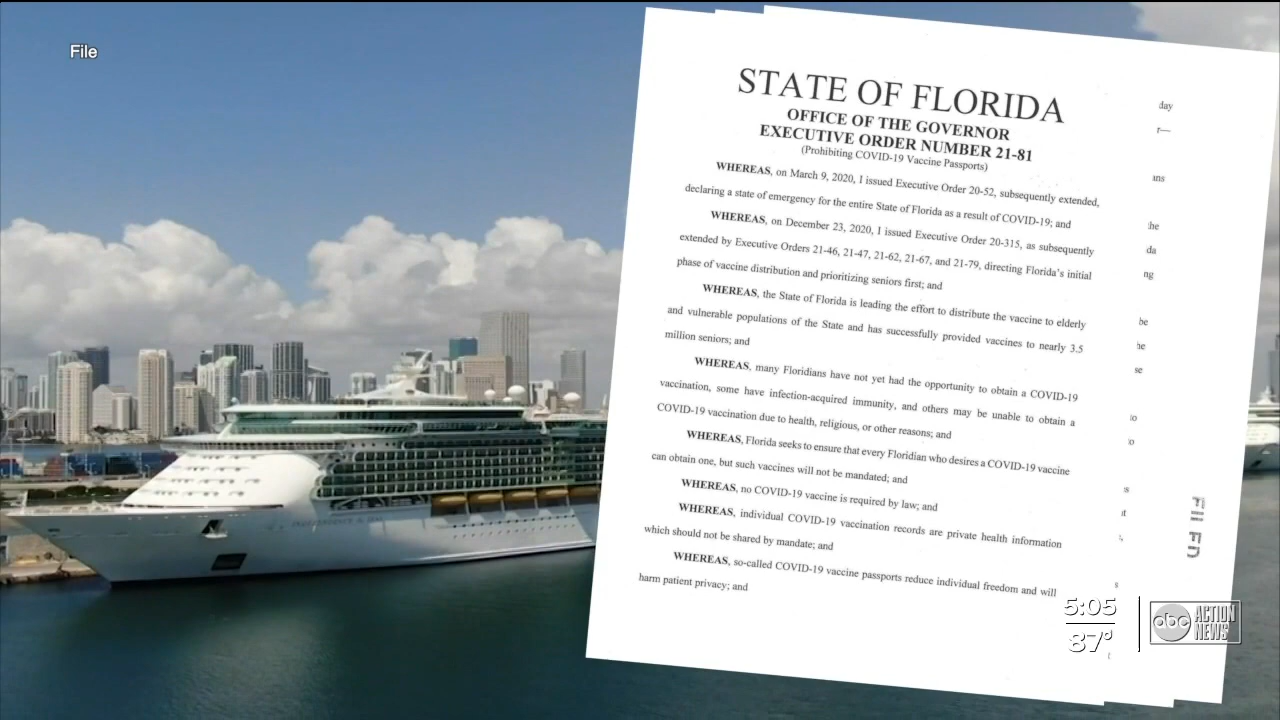 File
STATE OF FLORIDA
OFFICE OF THE GOVERNOR
EXECUTIVE ORDER NUMBER 21-81
(Prohibiting COVID-19 Vaccine Passports)
WHEREAS, on March 9, 2020, I issued Executive Order 20-52, subsequently extended,
declaring a state of emergency for the entire State of Florida as a result of COVID-19; and
WHEREAS, on December 23, 2020, I issued Executive Order 20-315, as subsequently
extended by Executive Orders 21-46, 21-47, 21-62, 21-67, and 21-79, directing Florida's initial
phase of vaccine distribution and prioritizing seniors first; and
WHEREAS, the State of Florida is leading the effort to distribute the vaccine to elderly
and vulnerable populations of the State and has successfully provided vaccines to nearly 3.5
million seniors; and
WHEREAS, many Floridians have not yet had the opportunity to obtain a COVID-19
vaccination, some have infection-acquired immunity, and others may be unable to obtain a
COVID-19 vaccination due to health, religious, or other reasons; and
WHEREAS, Florida seeks to ensure that every Floridian who desires a COVID-19 vaccine
can obtain one, but such vaccines will not be mandated; and
WHEREAS, no COVID-19 vaccine is required by law; and
WHEREAS, individual COVID-19 vaccination records are private health information
which should not be shared by mandate; and
WHEREAS, so-called COVID-19 vaccine passports reduce individual freedom and will
harm patient privacy; and
day
FILED
5:05
87°
abc ACTION
NEWS